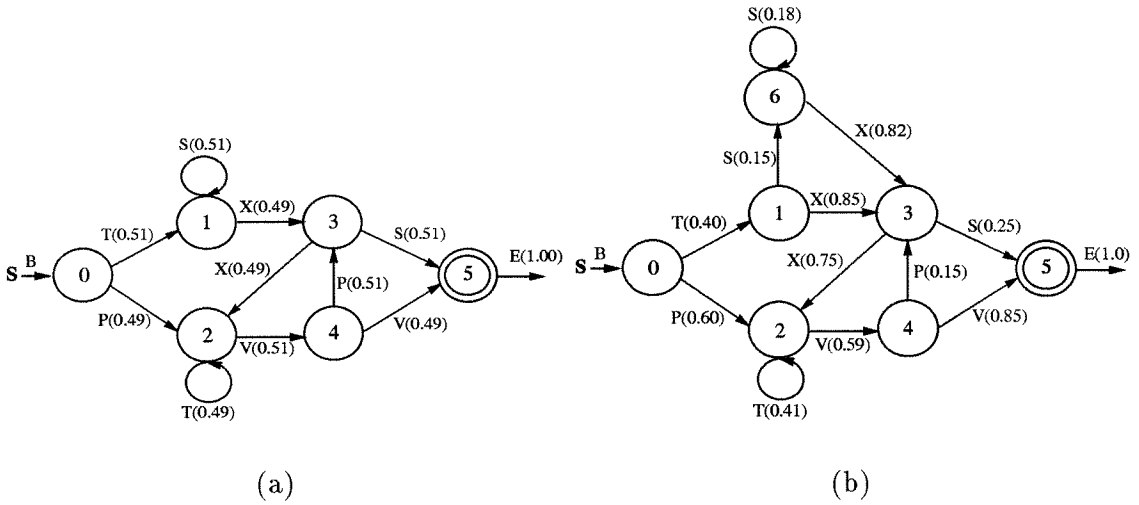 S(0.51)
T(0.51)
1
X(0.49)
3
S(0.51)
S
B
0
X(0.49)
P(0.51)
5
E(1.00)
P(0.49)
2
V(0.51)
4
V(0.49)
T(0.49)
(a)
S(0.18)
6
X(0.82)
S(0.15)
T(0.40)
1
X(0.85)
3
S(0.25)
S
B
0
X(0.75)
P(0.15)
5
E(1.0)
P(0.60)
2
V(0.59)
4
V(0.85)
T(0.41)
(b)